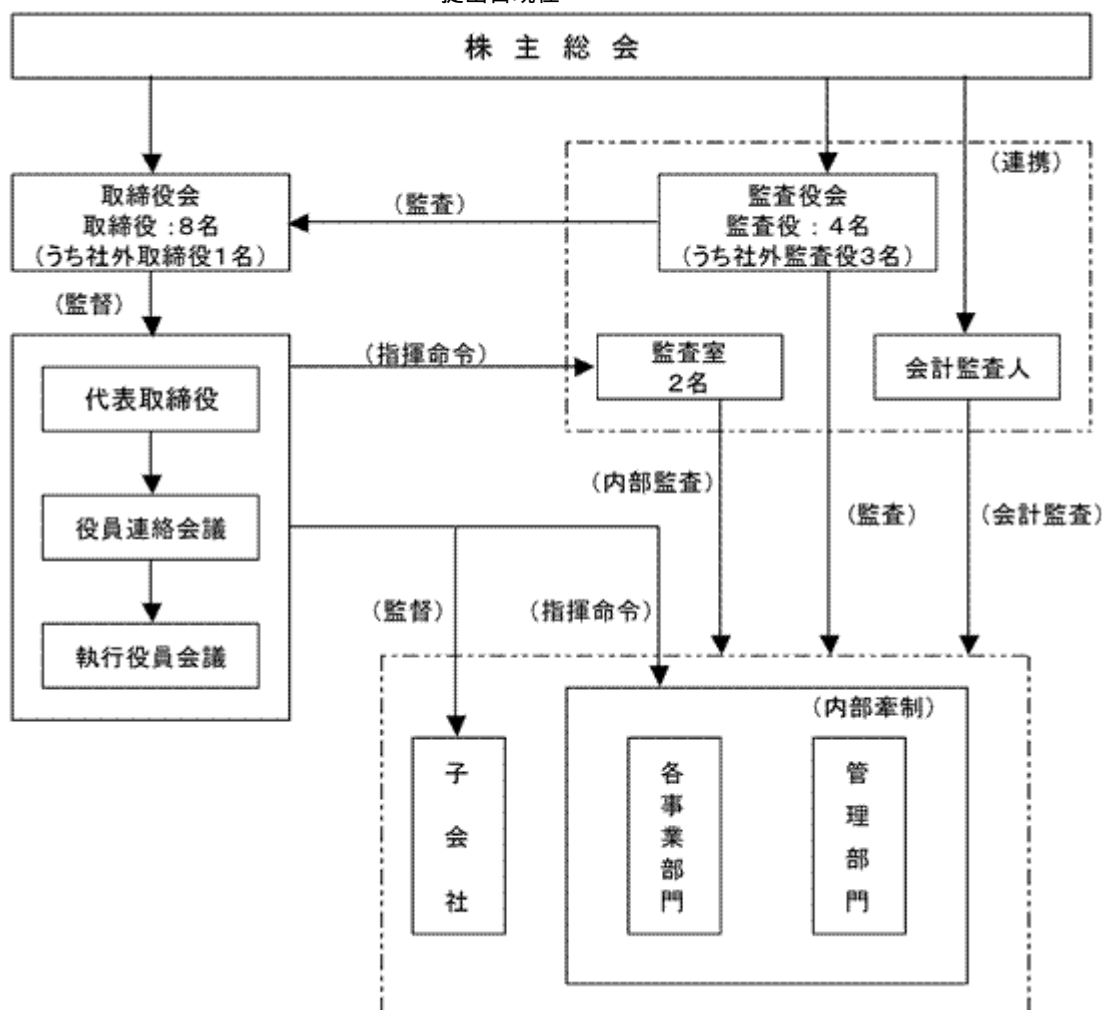 提出日現在
株主総会
(連携)
取締役会
取締役:8名
(うち社外取締役1名)
(監査)
監査役会
監査役:4名
(うち社外監査役3名)
(監督)
(指揮命令)
監査室
2名
会計監査人
代表取締役
役員連絡会議
執行役員会議
(内部監査)
(監査)
(会計監査)
(監督)
(指揮命令)
(内部牽制)
子会社
各事業部門
管理部門